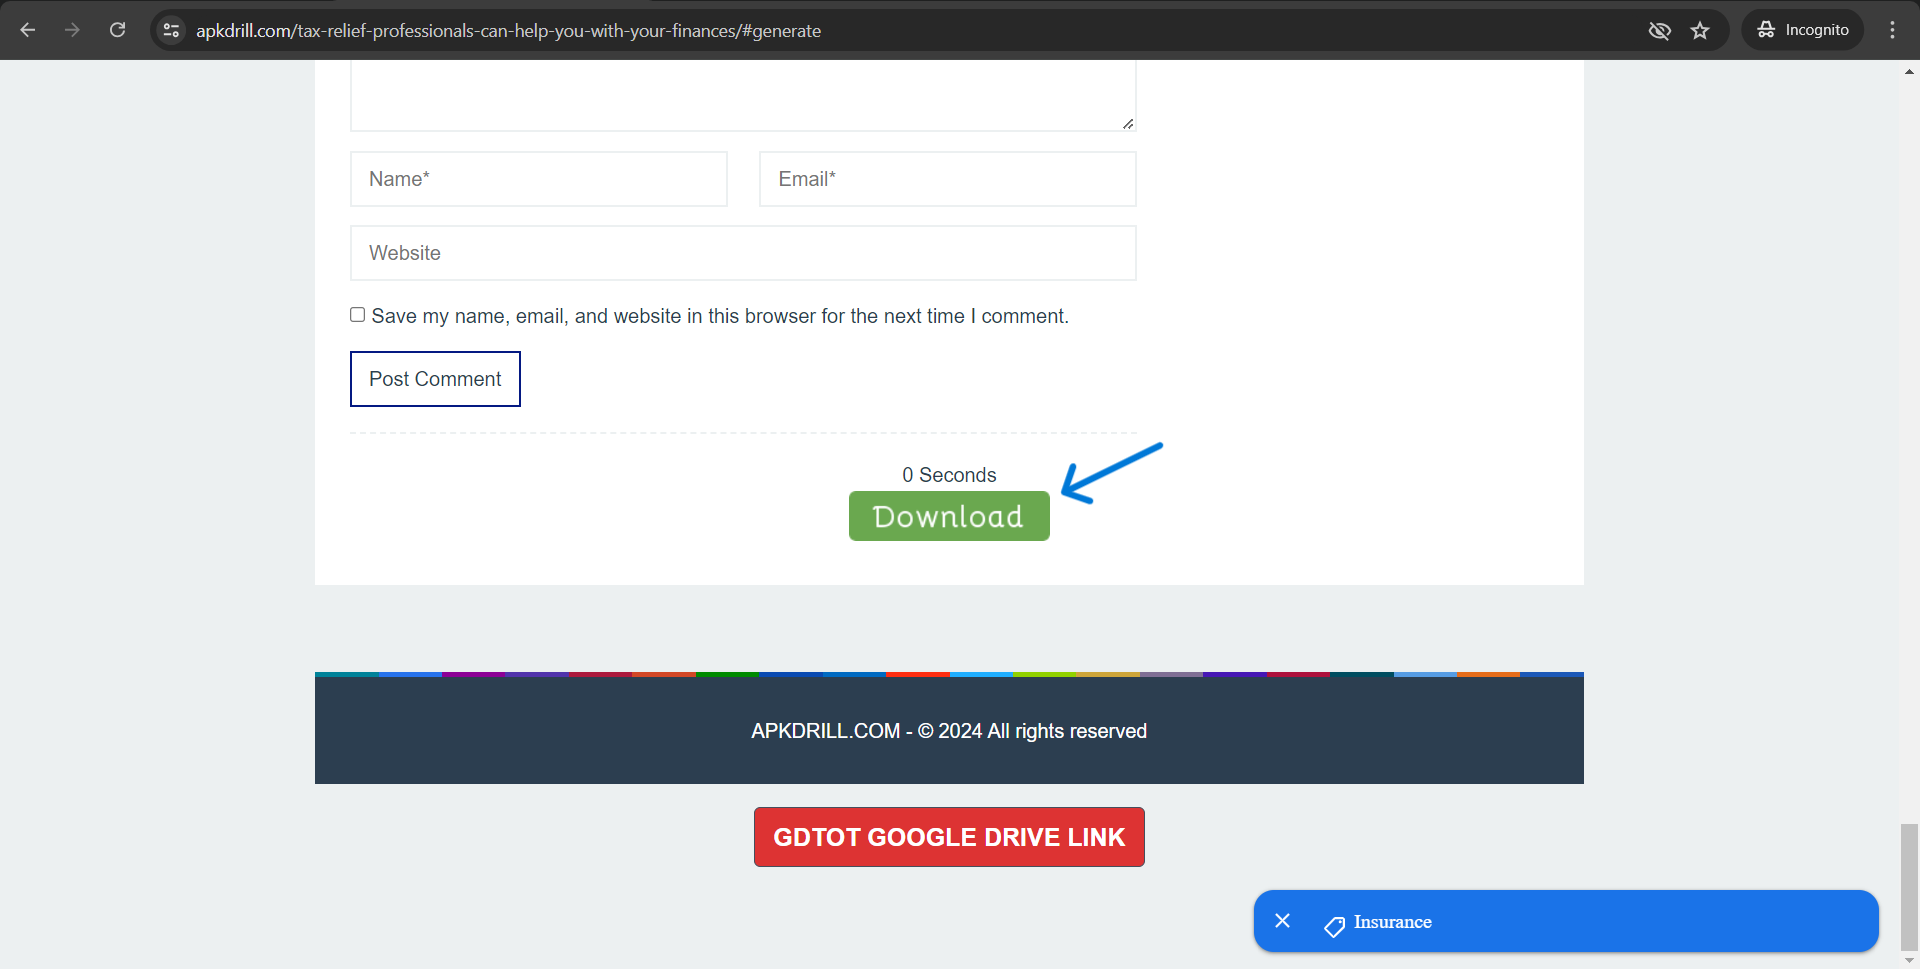 apkdrill.com/tax-relief-professionals-can-help-you-with-your-finances/#generate
Incognito
Name*
Email*
Website
Save my name, email, and website in this browser for the next time I comment.
Post Comment
0 Seconds
Download
APKDRILL.COM - © 2024 All rights reserved
GDTOT GOOGLE DRIVE LINK
Insurance